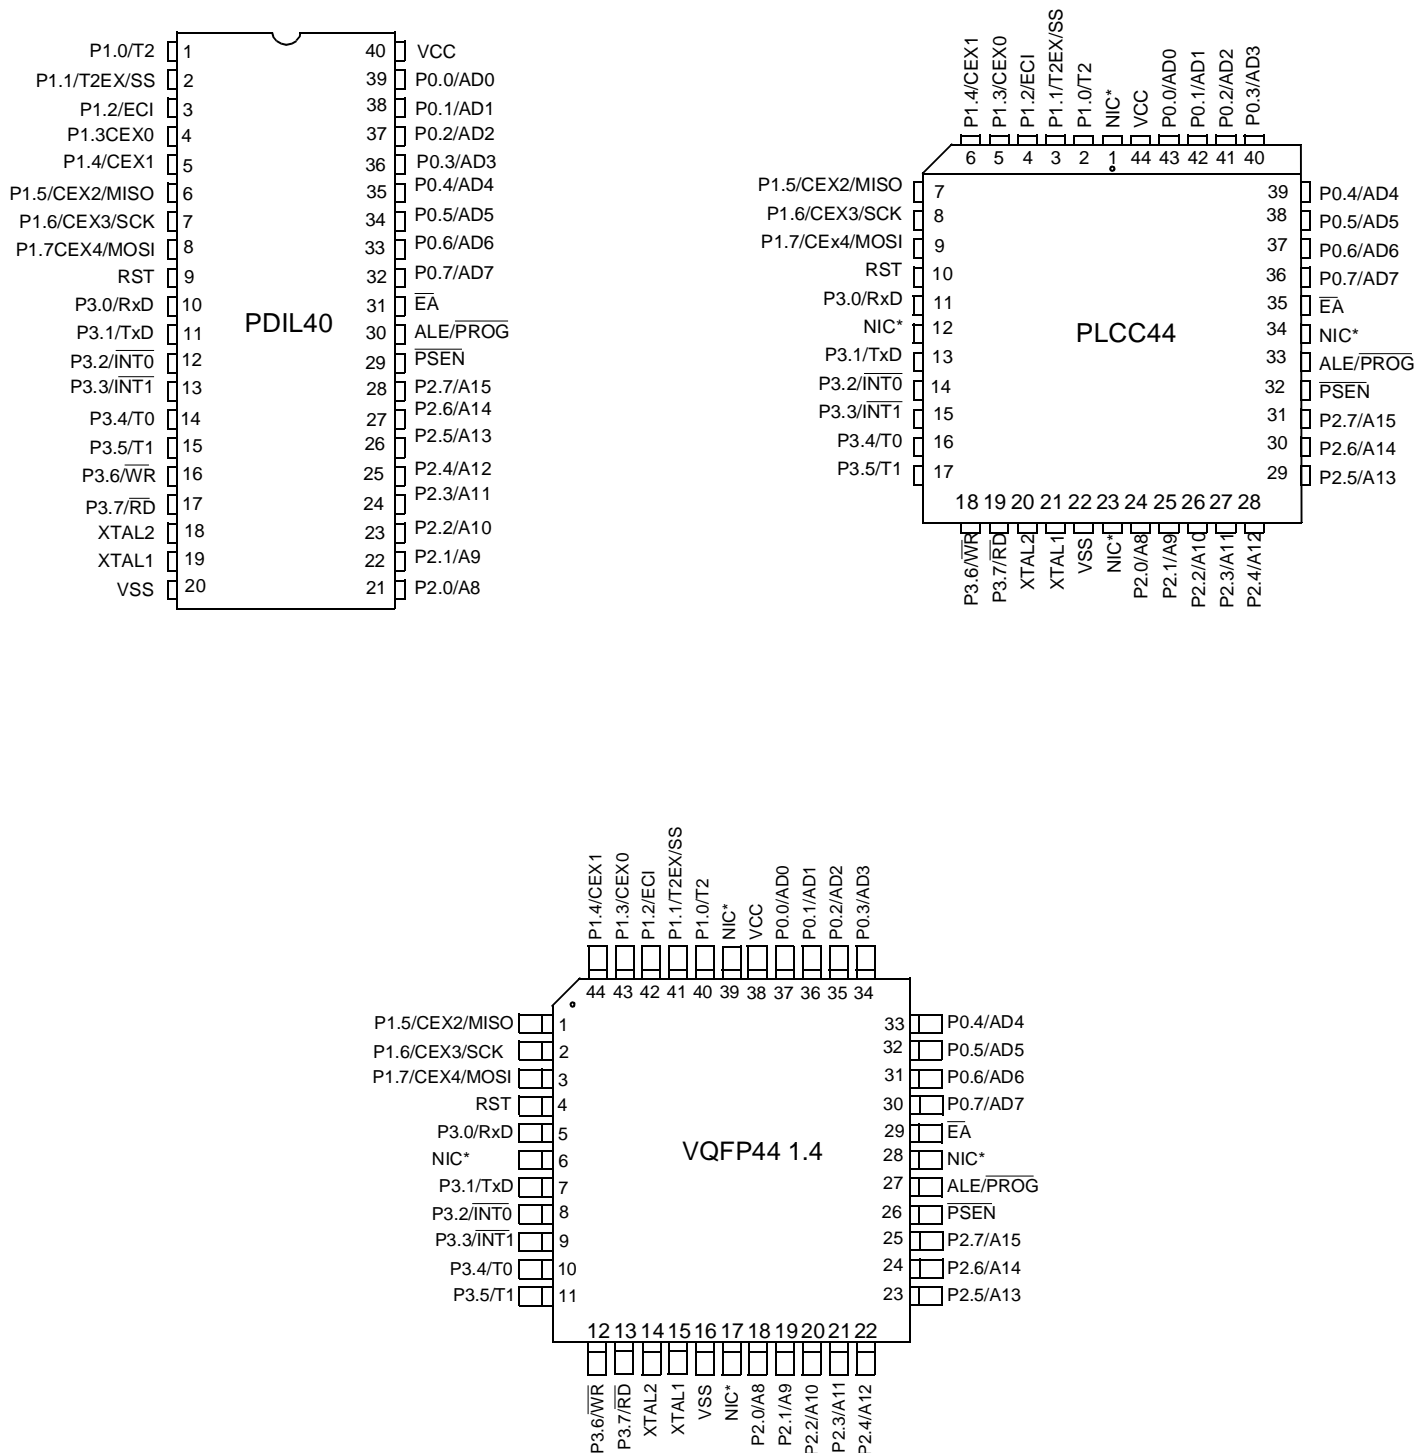 P1.0/T2 1 40 VCC
P1.1/T2EX/SS 2 39 P0.0/AD0
P1.2/ECI 3 38 P0.1/AD1
P1.3CEX0 4 37 P0.2/AD2
P1.4/CEX1 5 36 P0.3/AD3
P1.5/CEX2/MISO 6 35 P0.4/AD4
P1.6/CEX3/SCK 7 34 P0.5/AD5
P1.7CEX4/MOSI 8 33 P0.6/AD6
RST 9 32 P0.7/AD7
P3.0/RxD 10 31 EA
PDIL40
P3.1/TxD 11 30 ALE/PROG
P3.2/INT0 12 29 PSEN
P3.3/INT1 13 28 P2.7/A15
P3.4/T0 14 27 P2.6/A14
P3.5/T1 15 26 P2.5/A13
P3.6/WR 16 25 P2.4/A12
P3.7/RD 17 24 P2.3/A11
XTAL2 18 23 P2.2/A10
XTAL1 19 22 P2.1/A9
VSS 20 21 P2.0/A8
P1.4/CEX1 P1.3/CEX0 P1.2/ECI P1.1/T2EX/SS P1.0/T2 NIC* VCC P0.0/AD0 P0.1/AD1 P0.2/AD2 P0.3/AD3
6 5 4 3 2 1 44 43 42 41 40
P1.5/CEX2/MISO 7 39 P0.4/AD4
P1.6/CEX3/SCK 8 38 P0.5/AD5
P1.7/CEx4/MOSI 9 37 P0.6/AD6
RST 10 36 P0.7/AD7
P3.0/RxD 11 35 EA
NIC* 12 34 NIC*
PLCC44
P3.1/TxD 13 33 ALE/PROG
P3.2/INT0 14 32 PSEN
P3.3/INT1 15 31 P2.7/A15
P3.4/T0 16 30 P2.6/A14
P3.5/T1 17 29 P2.5/A13
18 19 20 21 22 23 24 25 26 27 28
P3.6/WR P3.7/RD XTAL2 XTAL1 VSS NIC* P2.0/A8 P2.1/A9 P2.2/A10 P2.3/A11 P2.4/A12
P1.4/CEX1 P1.3/CEX0 P1.2/ECI P1.1/T2EX/SS P1.0/T2 NIC* VCC P0.0/AD0 P0.1/AD1 P0.2/AD2 P0.3/AD3
44 43 42 41 40 39 38 37 36 35 34
P1.5/CEX2/MISO 1 33 P0.4/AD4
P1.6/CEX3/SCK 2 32 P0.5/AD5
P1.7/CEX4/MOSI 3 31 P0.6/AD6
RST 4 30 P0.7/AD7
P3.0/RxD 5 29 EA
NIC* 6 28 NIC*
VQFP44 1.4
P3.1/TxD 7 27 ALE/PROG
P3.2/INT0 8 26 PSEN
P3.3/INT1 9 25 P2.7/A15
P3.4/T0 10 24 P2.6/A14
P3.5/T1 11 23 P2.5/A13
12 13 14 15 16 17 18 19 20 21 22
P3.6/WR P3.7/RD XTAL2 XTAL1 VSS NIC* P2.0/A8 P2.1/A9 P2.2/A10 P2.3/A11 P2.4/A12